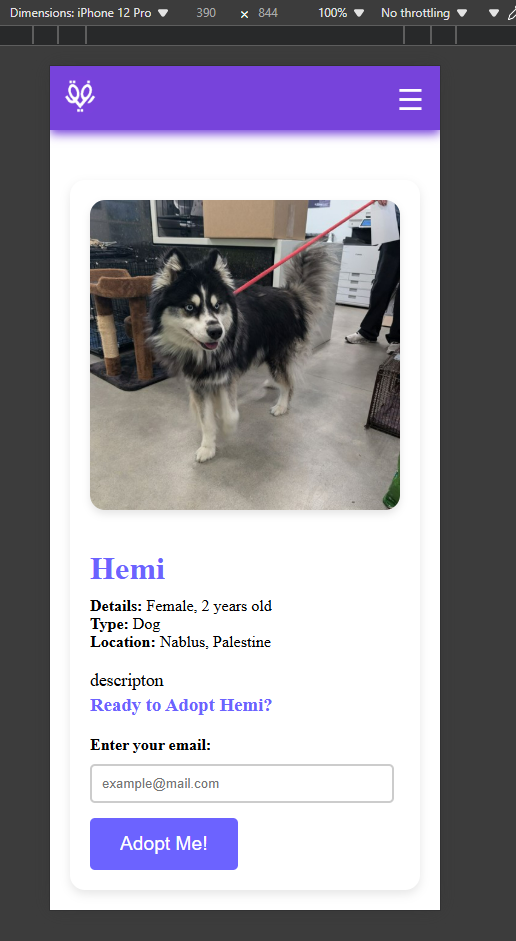 Dimensions: iPhone 12 Pro ▼ 390 × 844 100% ▼ No throttling ▼ ▼
Hemi
Details: Female, 2 years old
Type: Dog
Location: Nablus, Palestine
descripton
Ready to Adopt Hemi?
Enter your email:
example@mail.com
Adopt Me!